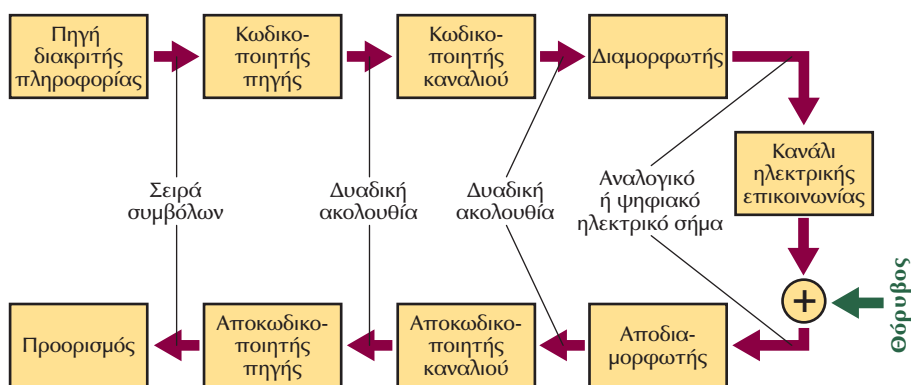 Πηγή
διακριτής
πληροφορίας
Κωδικο-
ποιητής
πηγής
Κωδικο-
ποιητής
καναλιού
Διαμορφωτής
Κανάλι
ηλεκτρικής
επικοινωνίας
Σειρά
συμβόλων
Δυαδική
ακολουθία
Δυαδική
ακολουθία
Αναλογικό
ή ψηφιακό
ηλεκτρικό σήμα
+
Θόρυβος
Προορισμός
Αποκωδικο-
ποιητής
πηγής
Αποκωδικο-
ποιητής
καναλιού
Αποδια-
μορφωτής